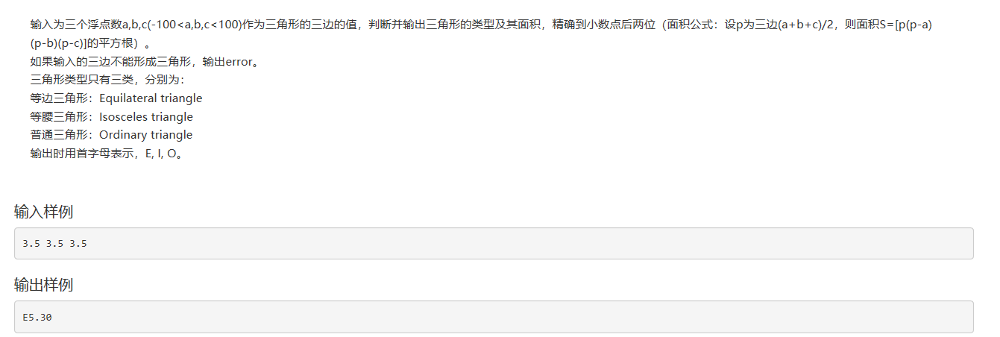 输入为三个浮点数a,b,c(-100<a,b,c<100)作为三角形的三边的值，判断并输出三角形的类型及其面积，精确到小数点后两位（面积公式：设p为三边(a+b+c)/2，则面积S=[p(p-a)
(p-b)(p-c)]的平方根）。
如果输入的三边不能形成三角形，输出error。
三角形类型只有三类，分别为：
等边三角形：Equilateral triangle
等腰三角形：Isosceles triangle
普通三角形：Ordinary triangle
输出时用首字母表示，E, I, O。
输入样例
3.5 3.5 3.5
输出样例
E5.30